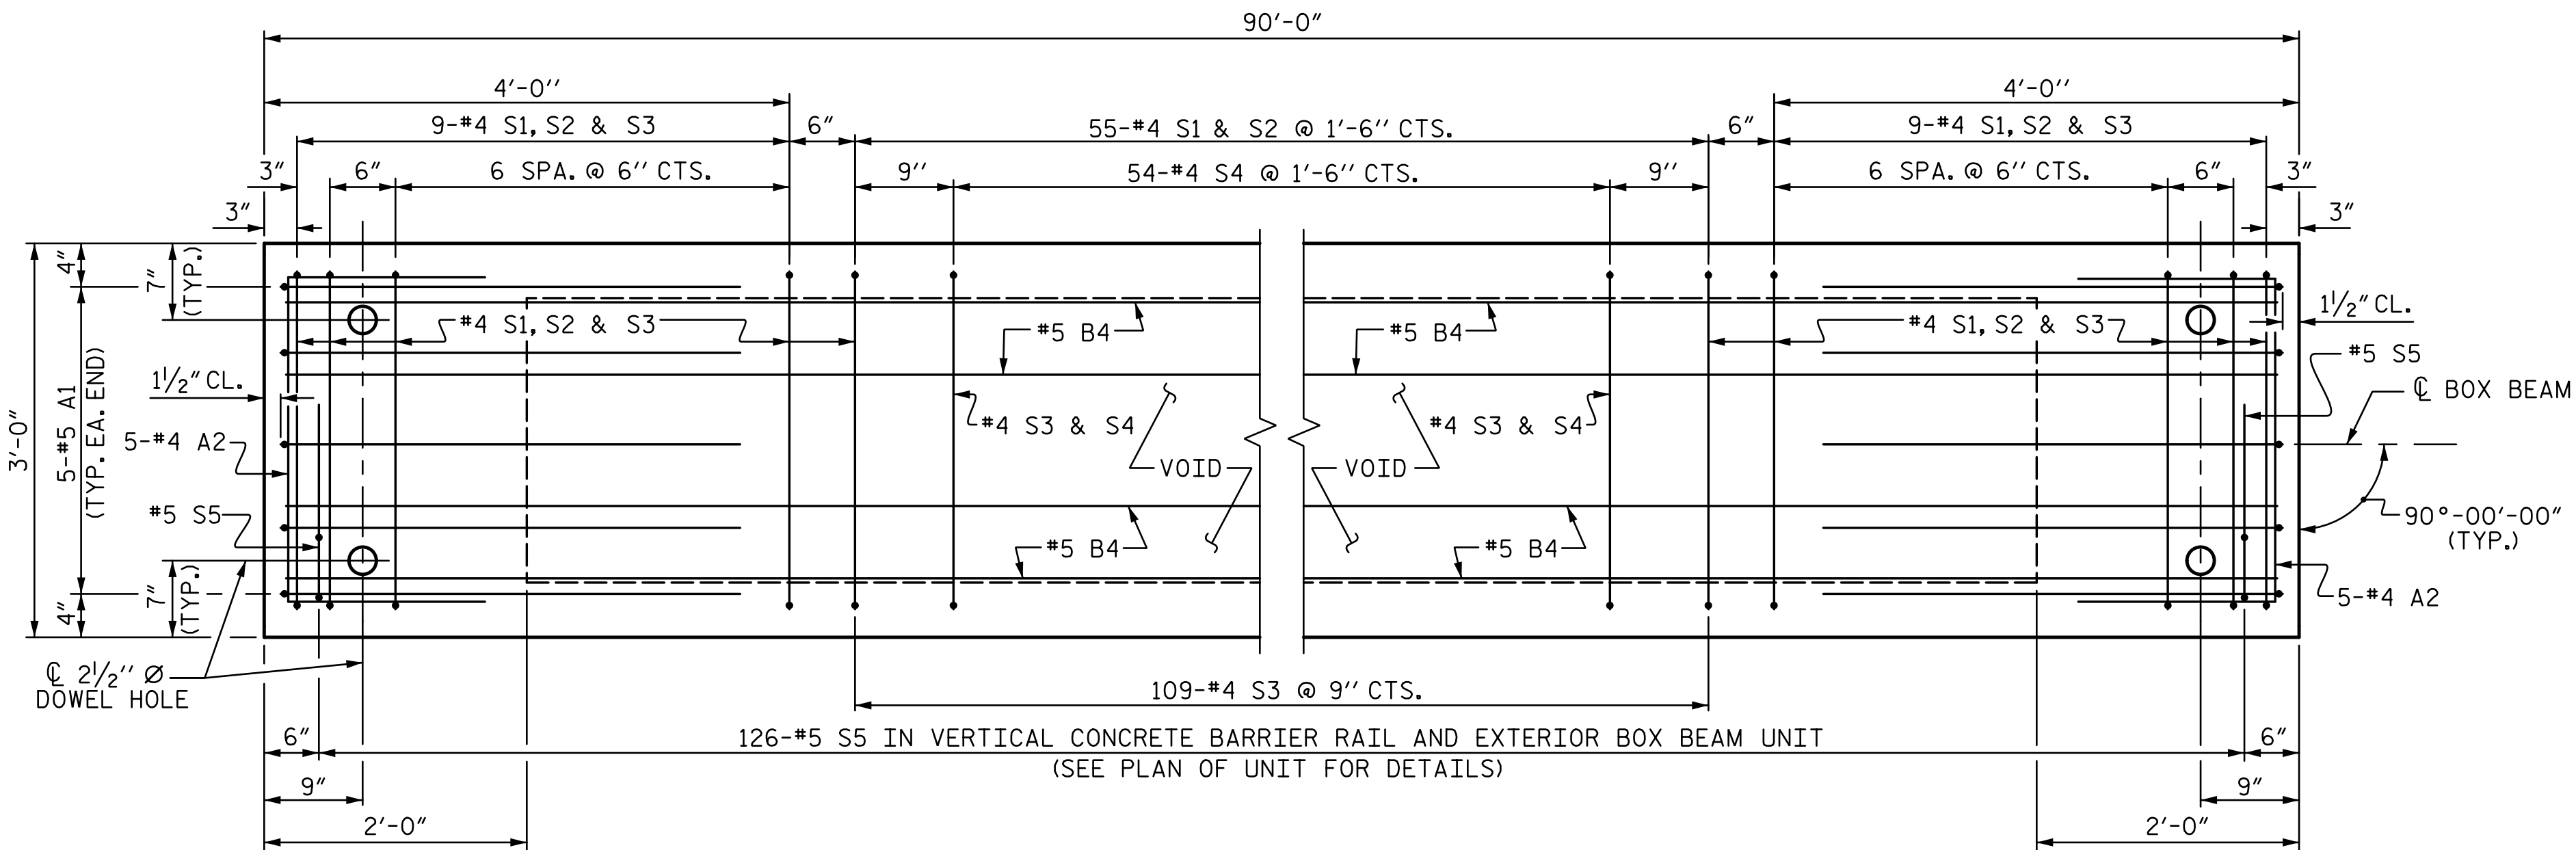 90'-0"
4'-0''
4'-0''
9-#4 S1, S2 & S3
6"
55-#4 S1 & S2 @ 1'-6'' CTS.
6"
9-#4 S1, S2 & S3
3"
6"
6 SPA. @ 6'' CTS.
9''
54-#4 S4 @ 1'-6'' CTS.
9''
6 SPA. @ 6'' CTS.
6"
3"
3"
3"
4"
7"
(TYP.)
#4 S1, S2 & S3
#5 B4
#5 B4
#4 S1, S2 & S3
1½" CL.
#5 S5
℄ BOX BEAM
3'-0"
5-#5 A1
(TYP. EA. END)
1½" CL.
5-#4 A2
#4 S3 & S4
#4 S3 & S4
VOID
VOID
#5 S5
#5 B4
#5 B4
90°-00'-00"
(TYP.)
4"
7"
(TYP.)
5-#4 A2
℄ 2½'' Ø
DOWEL HOLE
109-#4 S3 @ 9'' CTS.
6"
126-#5 S5 IN VERTICAL CONCRETE BARRIER RAIL AND EXTERIOR BOX BEAM UNIT
6"
(SEE PLAN OF UNIT FOR DETAILS)
9"
9"
2'-0"
2'-0"